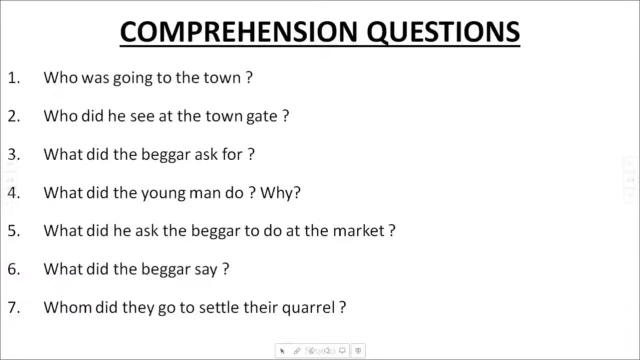 COMPREHENSION QUESTIONS
1. Who was going to the town ?
2. Who did he see at the town gate ?
3. What did the beggar ask for ?
4. What did the young man do ? Why?
5. What did he ask the beggar to do at the market ?
6. What did the beggar say ?
7. Whom did they go to settle their quarrel ?